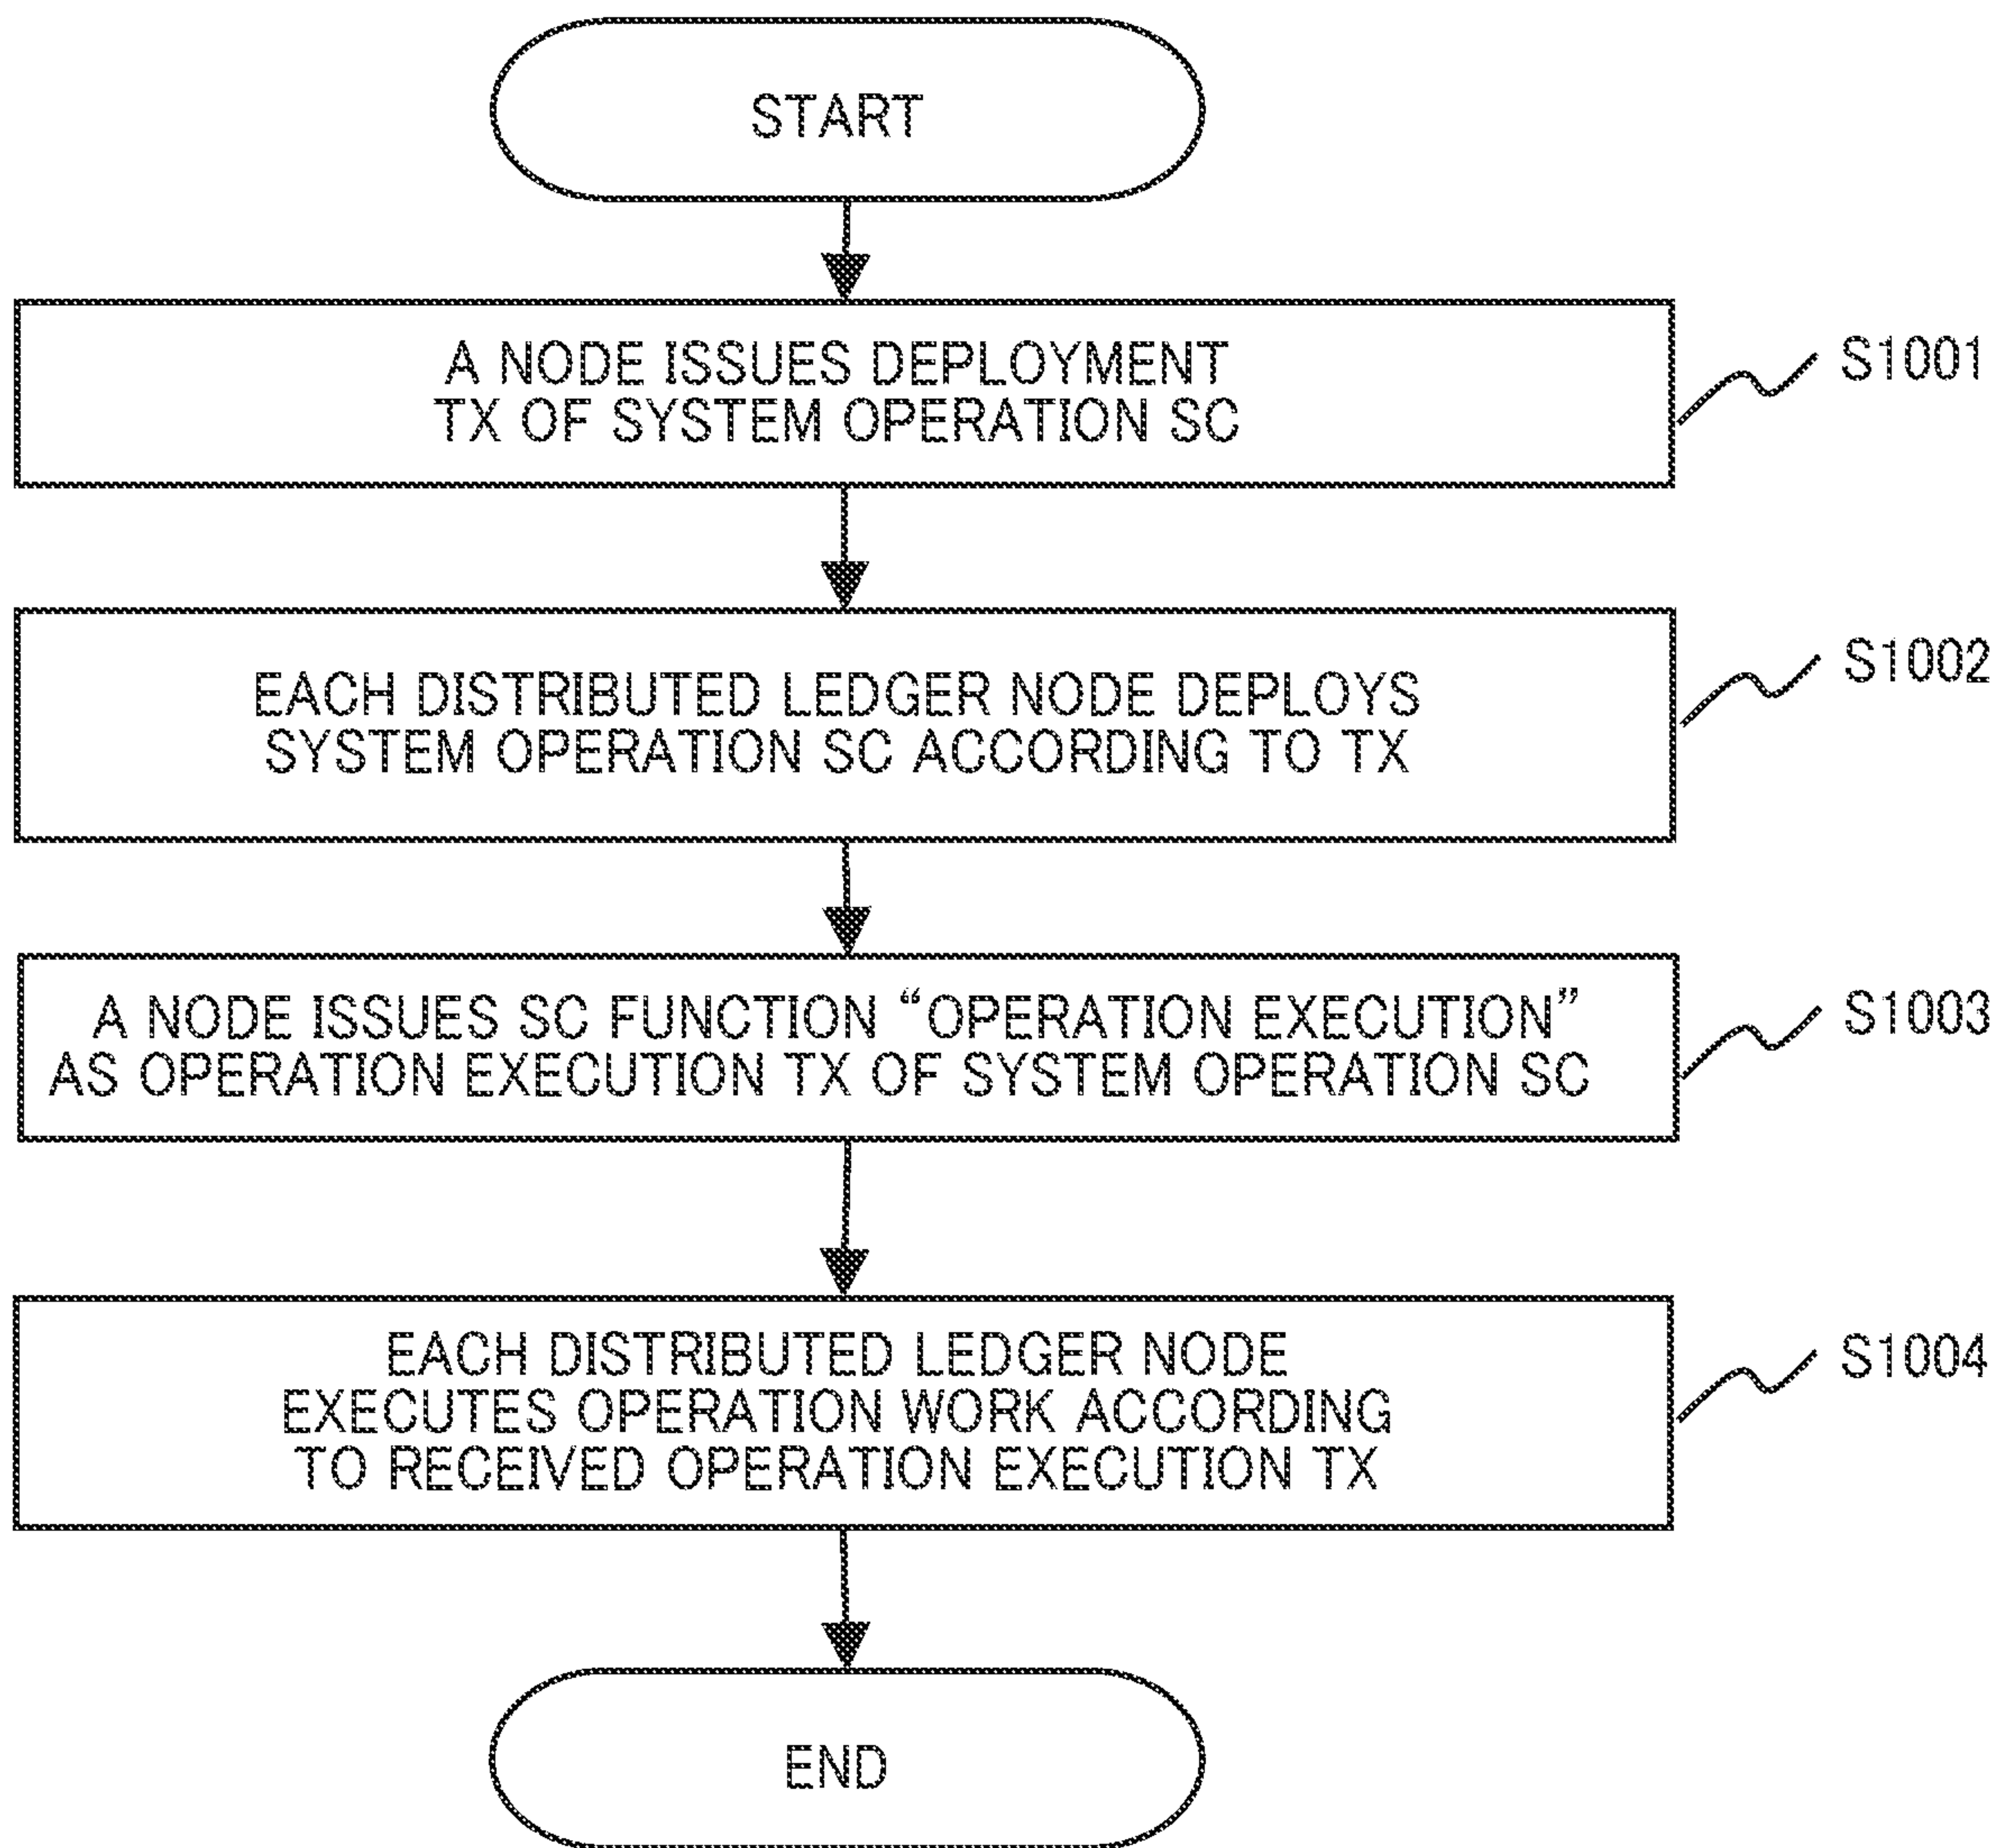 START
A NODE ISSUES DEPLOYMENT
TX OF SYSTEM OPERATION SC
S1001
EACH DISTRIBUTED LEDGER NODE DEPLOYS
SYSTEM OPERATION SC ACCORDING TO TX
S1002
A NODE ISSUES SC FUNCTION “OPERATION EXECUTION”
AS OPERATION EXECUTION TX OF SYSTEM OPERATION SC
S1003
EACH DISTRIBUTED LEDGER NODE
EXECUTES OPERATION WORK ACCORDING
TO RECEIVED OPERATION EXECUTION TX
S1004
END